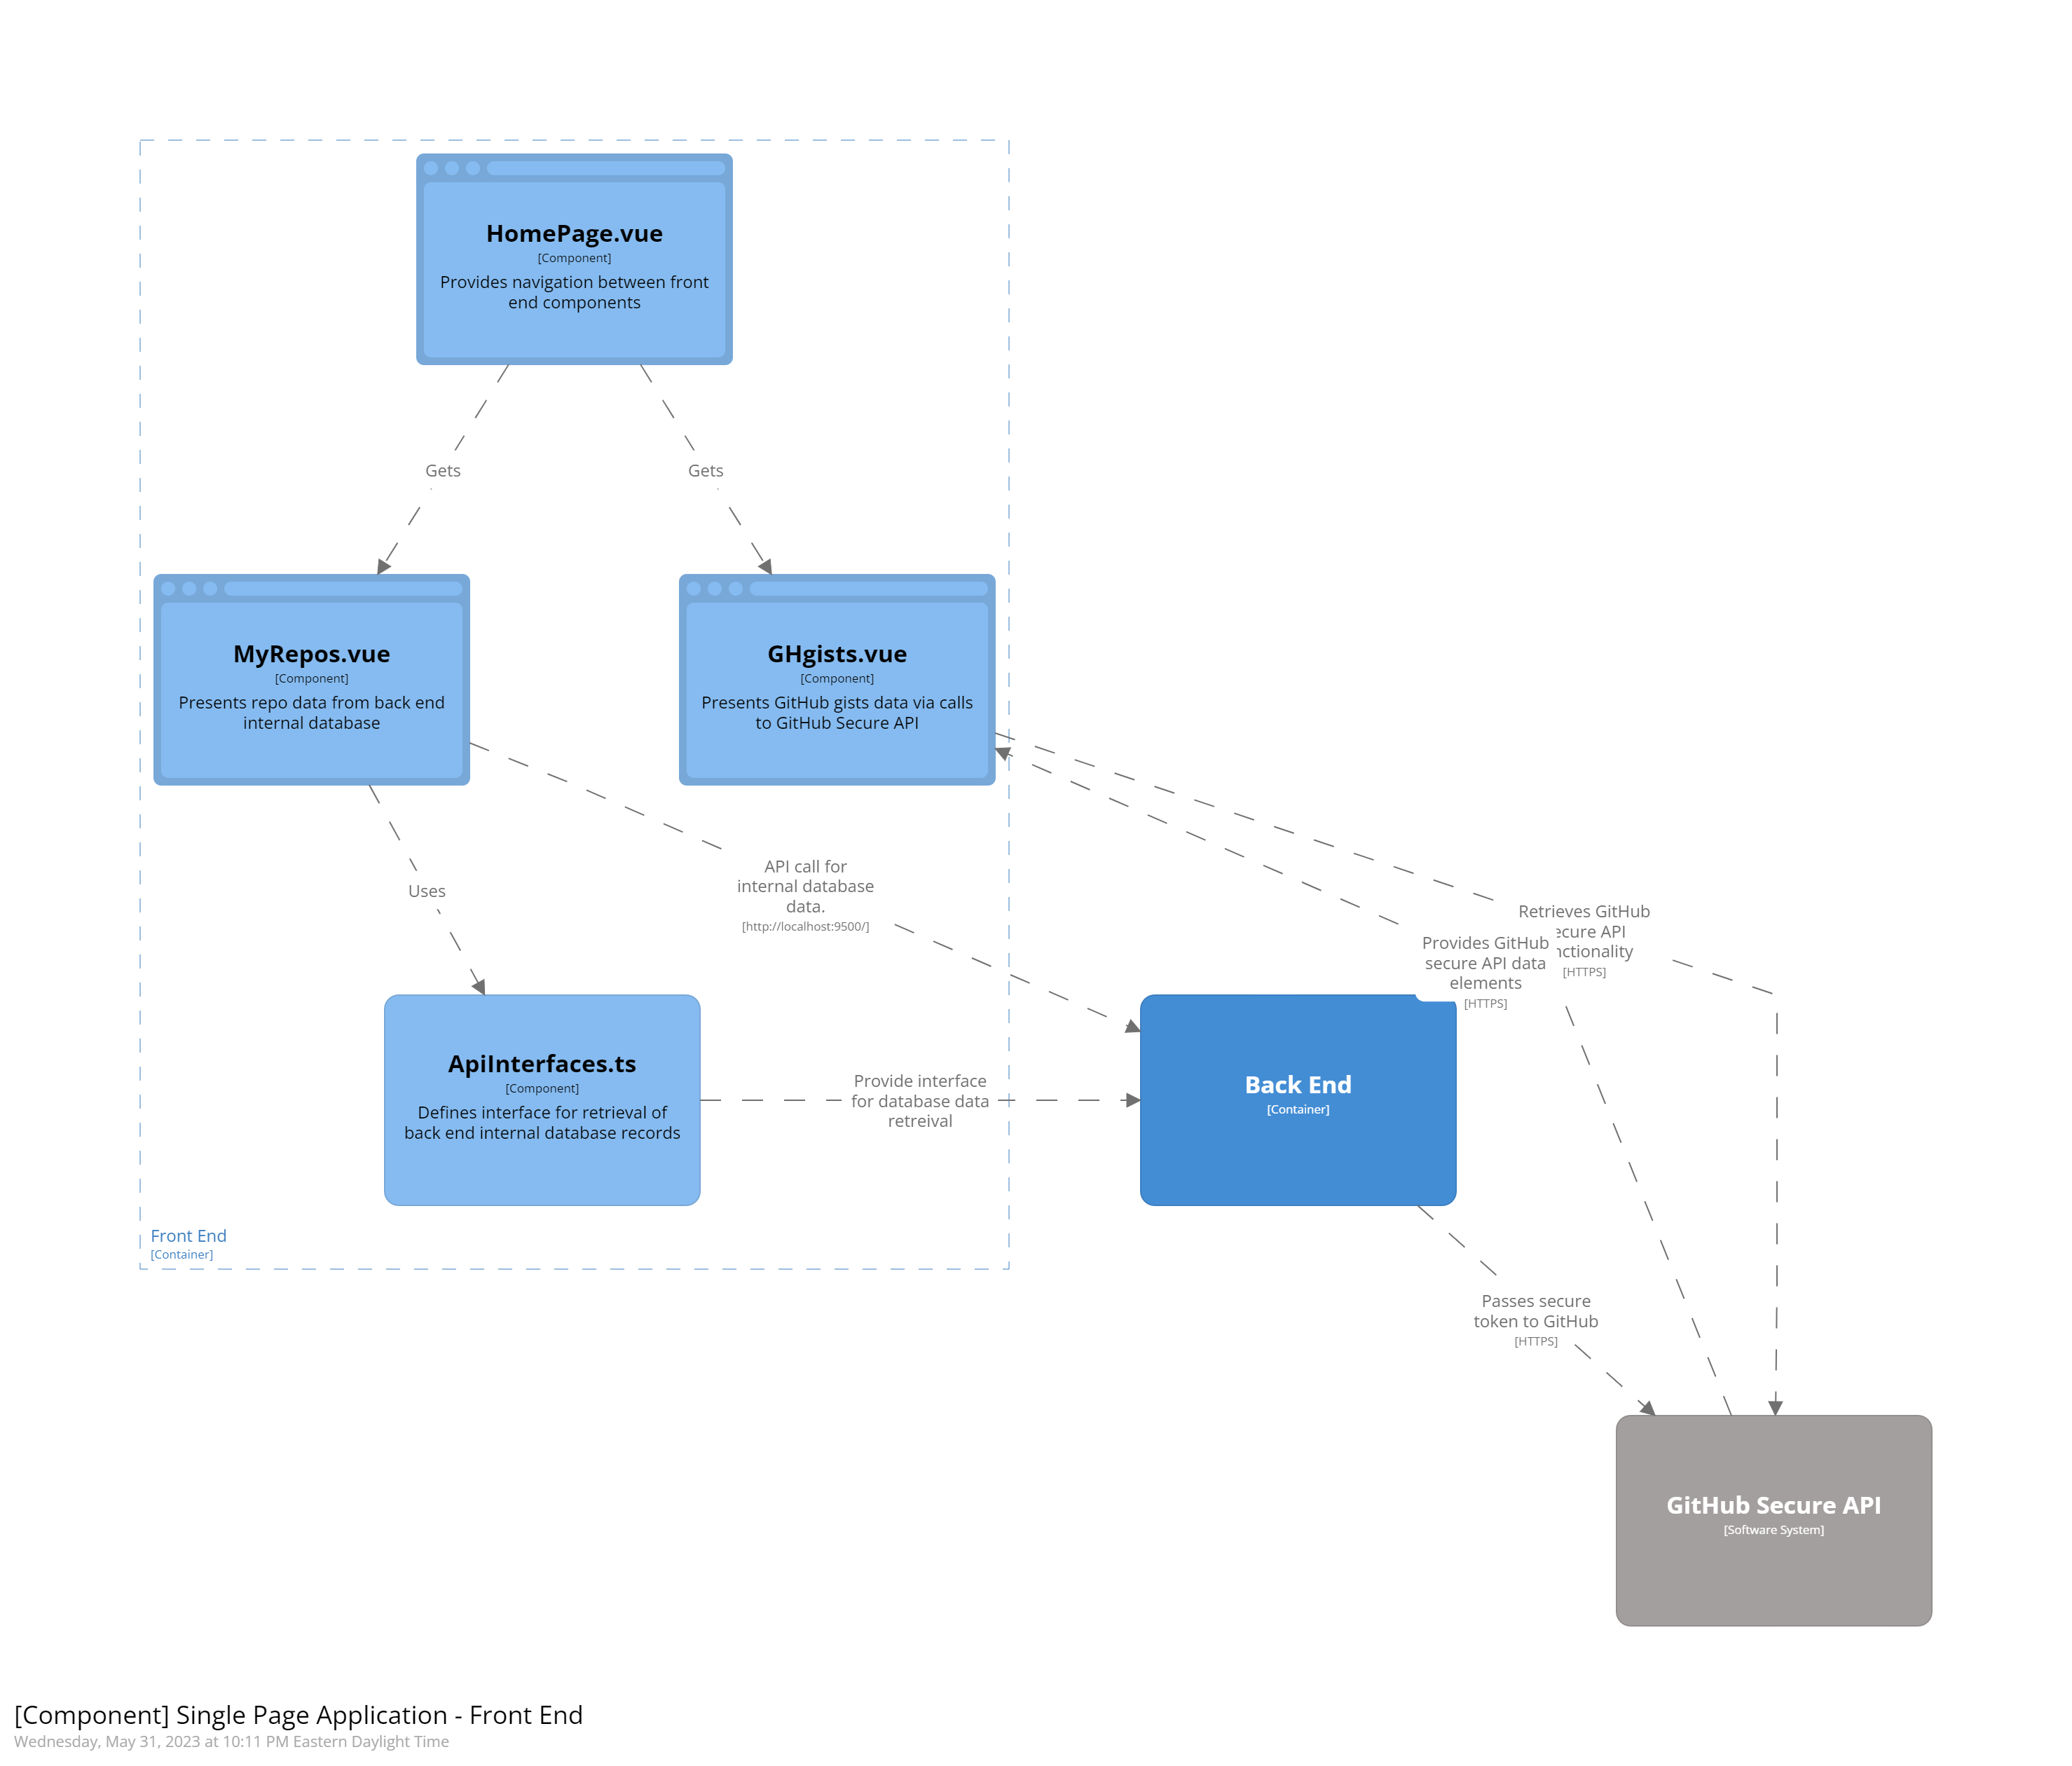 HomePage.vue
[Component]
Provides navigation between front
end components
Gets
Gets
MyRepos.vue
[Component]
Presents repo data from back end
internal database
GHgists.vue
[Component]
Presents GitHub gists data via calls
to GitHub Secure API
Uses
API call for
internal database
data.
[http://localhost:9500/]
Retrieves GitHub
API
[HTTPS]
Provides GitHub
secure API data
elements
[HTTPS]
ApiInterfaces.ts
[Component]
Defines interface for retrieval of
back end internal database records
Provide interface
for database data
retreival
Back End
[Container]
Front End
[Container]
Passes secure
token to GitHub
[HTTPS]
GitHub Secure API
[Software System]
[Component] Single Page Application - Front End
Wednesday, May 31, 2023 at 10:11 PM Eastern Daylight Time